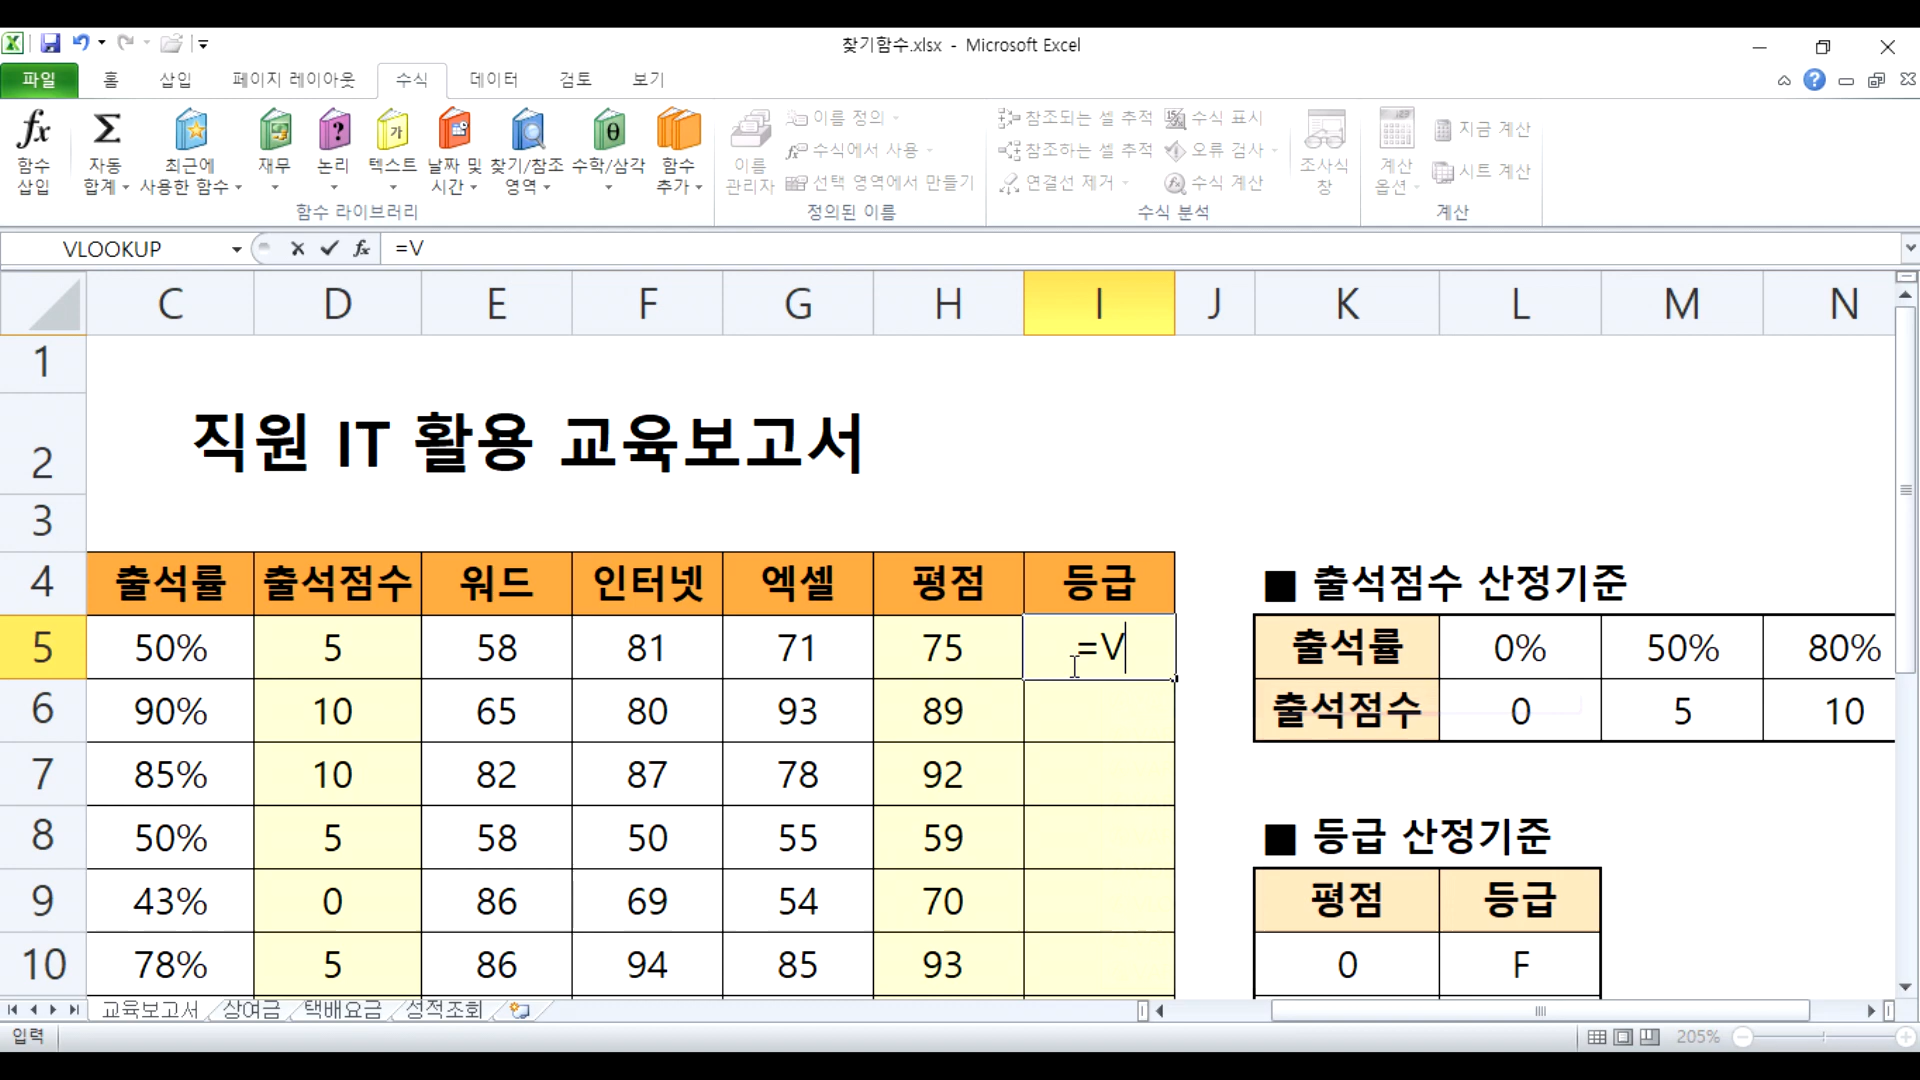 찾기함수.xlsx - Microsoft Excel
파일 홈 삽입 페이지 레이아웃 수식 데이터 검토 보기
함수 삽입
자동 합계
최근에 사용한 함수
재무
논리
텍스트
날짜 및 시간
찾기/참조 영역
수학/삼각
함수 추가
함수 라이브러리
이름 관리자
이름 정의
수식에서 사용
선택 영역에서 만들기
정의된 이름
참조되는 셀 추적
참조하는 셀 추적
연결선 제거
수식 표시
오류 검사
수식 계산
조사식 창
수식 분석
계산 옵션
지금 계산
시트 계산
계산
VLOOKUP fx =V
C D E F G H I J K L M N
1
2 직원 IT 활용 교육보고서
3
4 출석률 출석점수 워드 인터넷 엑셀 평점 등급 ■ 출석점수 산정기준
5 50% 5 58 81 71 75 =V 출석률 0% 50% 80%
6 90% 10 65 80 93 89 출석점수 0 5 10
7 85% 10 82 87 78 92
8 50% 5 58 50 55 59 ■ 등급 산정기준
9 43% 0 86 69 54 70 평점 등급
10 78% 5 86 94 85 93 0 F
교육보고서 상여금 택배요금 성적조회
입력 205%